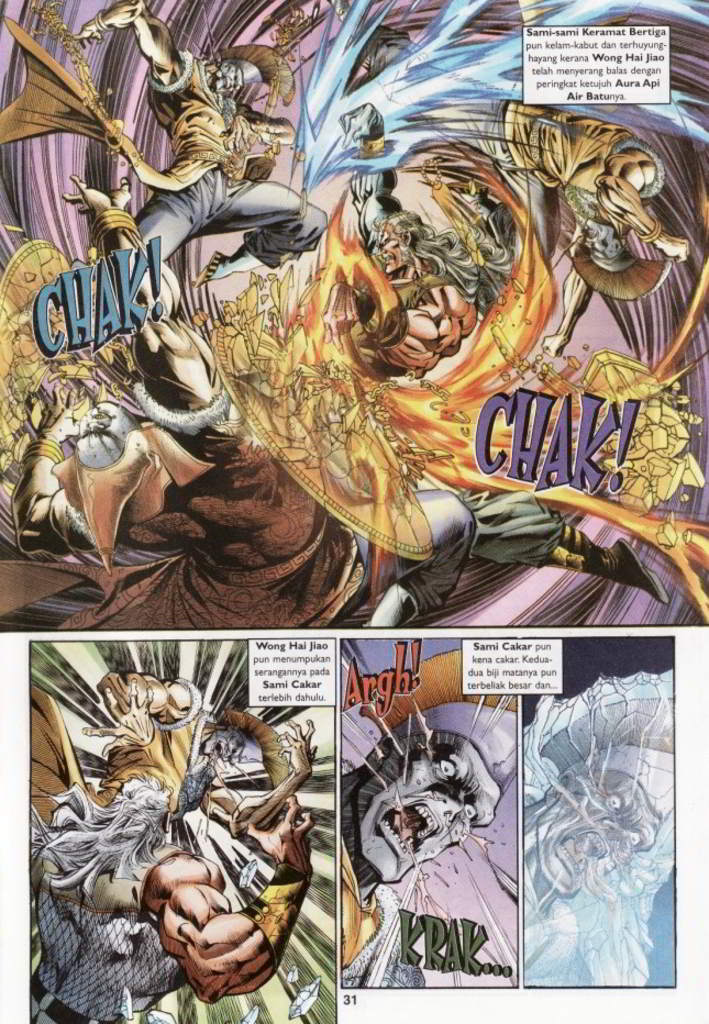 Sami-sami Keramat Bertiga
pun kelam-kabut dan terhuyung-
hayang kerana Wong Hai Jiao
telah menyerang balas dengan
peringkat ketujuh Aura Api
Air Batunya.
CHAK!
CHAK!
Wong Hai Jiao
pun menumpukan
serangannya pada
Sami Cakar
terlebih dahulu.
Argh!
Sami Cakar pun
kena cakar. Kedua-
dua biji matanya pun
terbeliak besar dan...
KRAK...
31